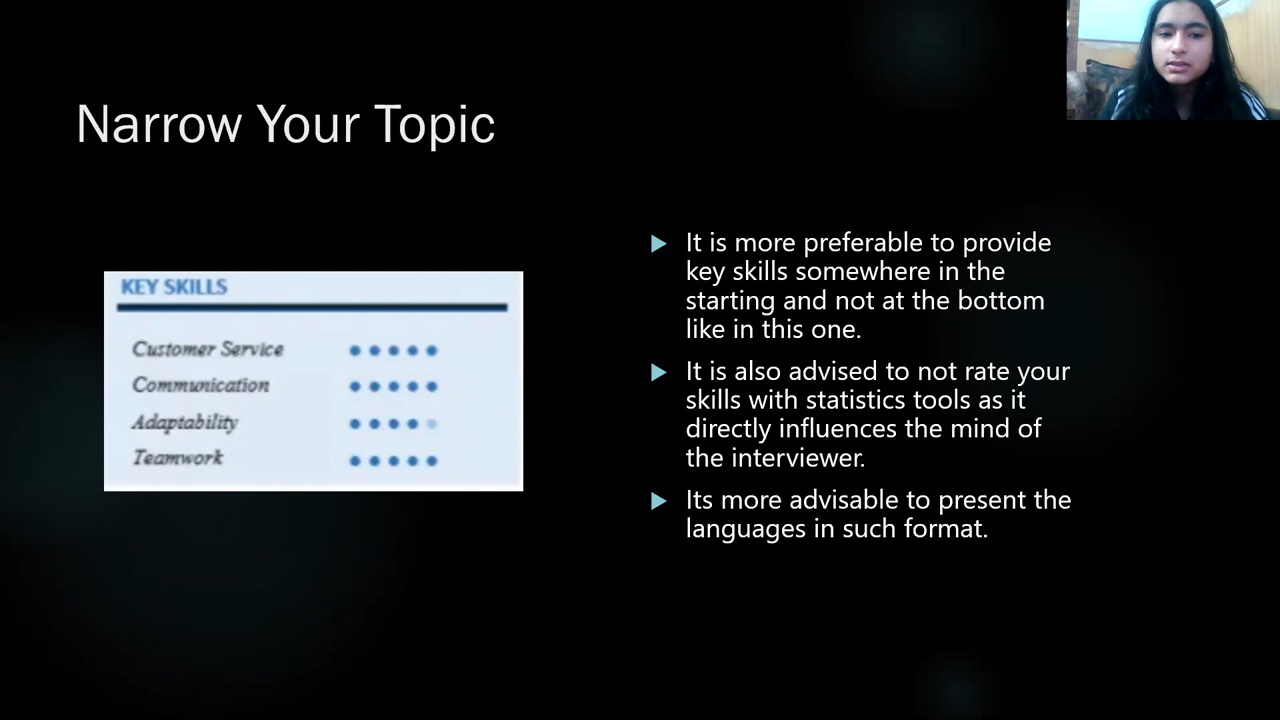 Narrow Your Topic
KEY SKILLS
Customer Service
Communication
Adaptability
Teamwork
It is more preferable to provide
key skills somewhere in the
starting and not at the bottom
like in this one.
It is also advised to not rate your
skills with statistics tools as it
directly influences the mind of
the interviewer.
Its more advisable to present the
languages in such format.